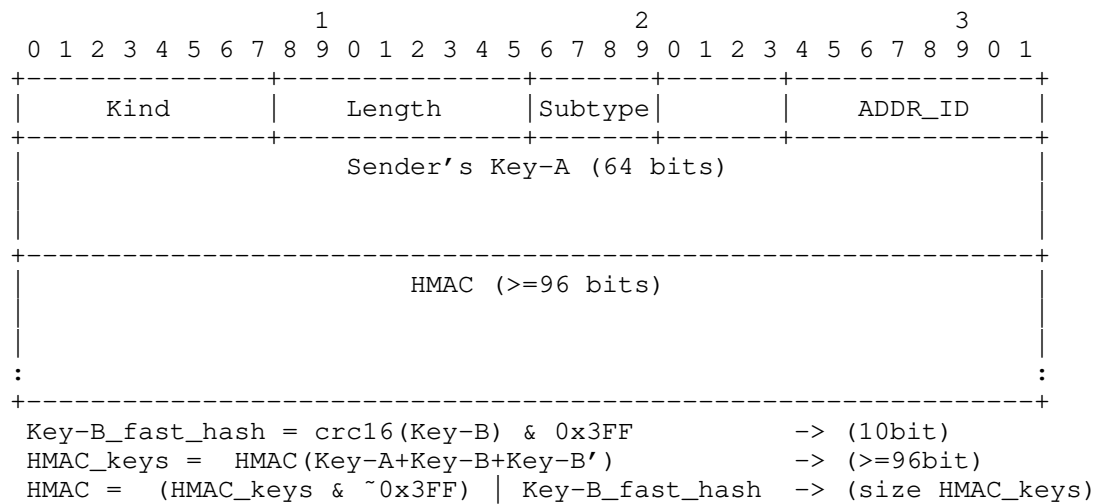 1 2 3
0 1 2 3 4 5 6 7 8 9 0 1 2 3 4 5 6 7 8 9 0 1 2 3 4 5 6 7 8 9 0 1
+---------------+---------------+-------+-------+---------------+
| Kind | Length |Subtype| | ADDR_ID |
+---------------+---------------+-------+-------+---------------+
| Sender’s Key-A (64 bits) |
| |
| |
+---------------------------------------------------------------+
| HMAC (>=96 bits) |
| |
| |
: :
+---------------------------------------------------------------+
Key-B_fast_hash = crc16(Key-B) & 0x3FF -> (10bit)
HMAC_keys = HMAC(Key-A+Key-B+Key-B’) -> (>=96bit)
HMAC = (HMAC_keys & ~0x3FF) | Key-B_fast_hash -> (size HMAC_keys)